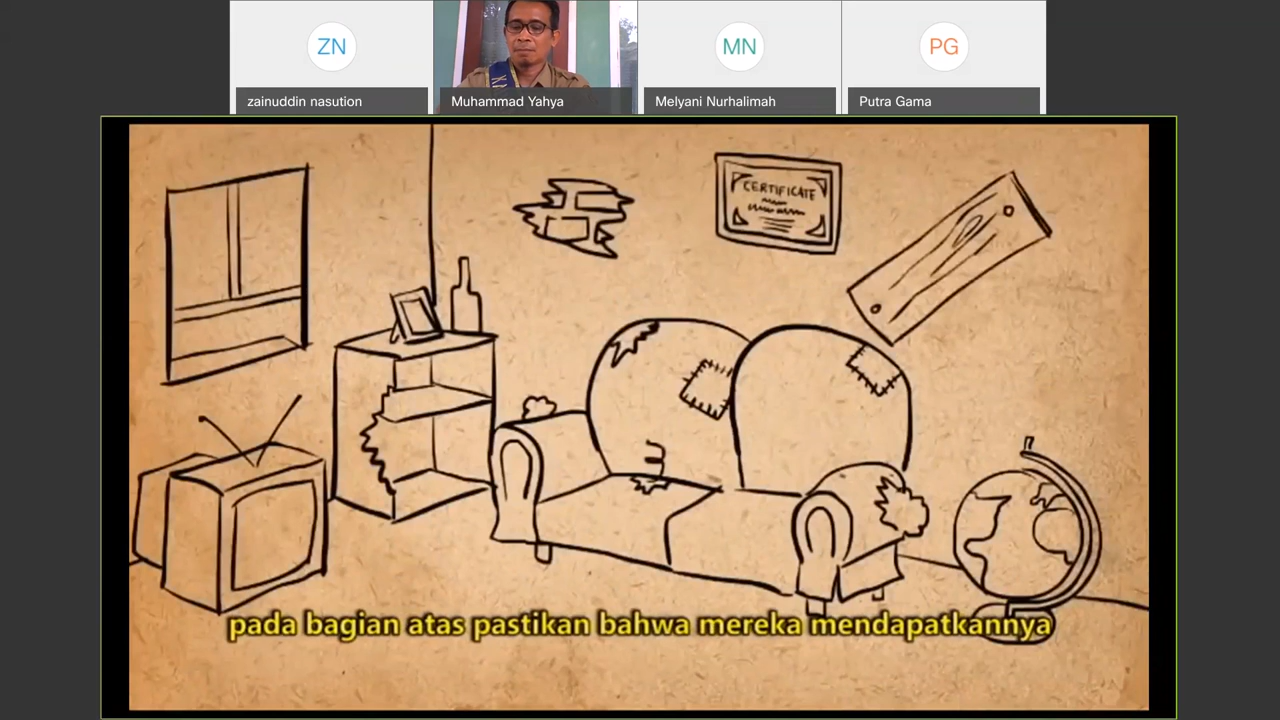 ZN
MN
PG
zainuddin nasution
Muhammad Yahya
Melyani Nurhalimah
Putra Gama
CERTIFICATE
pada bagian atas pastikan bahwa mereka mendapatkannya